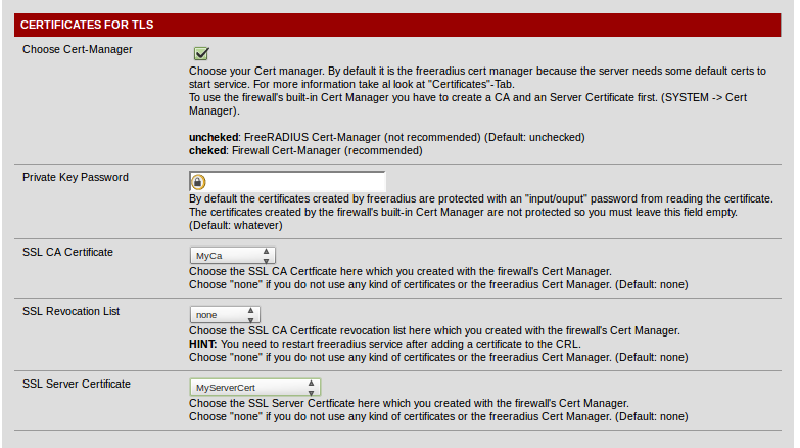 CERTIFICATES FOR TLS
Choose Cert-Manager
Choose your Cert manager. By default it is the freeradius cert manager because the server needs some default certs to
start service. For more information take al look at "Certificates"-Tab.
To use the firewall's built-in Cert Manager you have to create a CA and an Server Certificate first. (SYSTEM -> Cert
Manager).
uncheked: FreeRADIUS Cert-Manager (not recommended) (Default: unchecked)
cheked: Firewall Cert-Manager (recommended)
Private Key Password
By default the certificates created by freeradius are protected with an "input/ouput" password from reading the certificate.
The certificates created by the firewall's built-in Cert Manager are not protected so you must leave this field empty.
(Default: whatever)
SSL CA Certificate
MyCa
Choose the SSL CA Certficate here which you created with the firewall's Cert Manager.
Choose "none" if you do not use any kind of certificates or the freeradius Cert Manager. (Default: none)
SSL Revocation List
none
Choose the SSL CA Certficate revocation list here which you created with the firewall's Cert Manager.
HINT: You need to restart freeradius service after adding a certificate to the CRL.
Choose "none" if you do not use any kind of certificates or the freeradius Cert Manager. (Default: none)
SSL Server Certificate
MyServerCert
Choose the SSL Server Certficate here which you created with the firewall's Cert Manager.
Choose "none" if you do not use any kind of certificates or the freeradius Cert Manager. (Default: none)